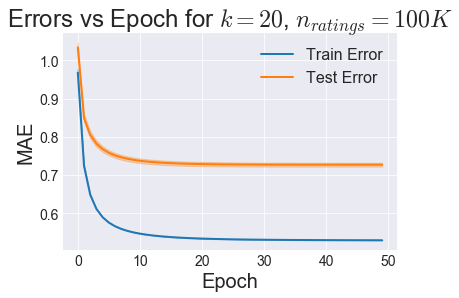 Errors vs Epoch for k = 20, n_ratings = 100K
Train Error
Test Error
MAE
1.0
0.9
0.8
0.7
0.6
0 10 20 30 40 50
Epoch